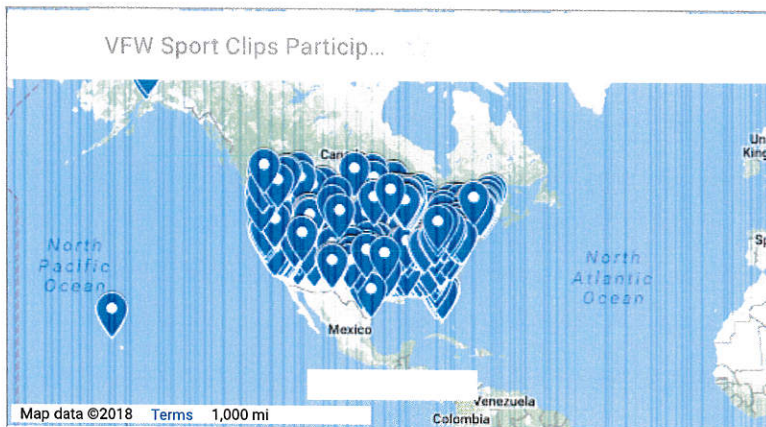 VFW Sport Clips Particip...
Un
King
North
Pacific
Ocean
North
Atlantic
Ocean
Sp
Mexico
Venezuela
Colombia
Map data ©2018 Terms 1,000 mi